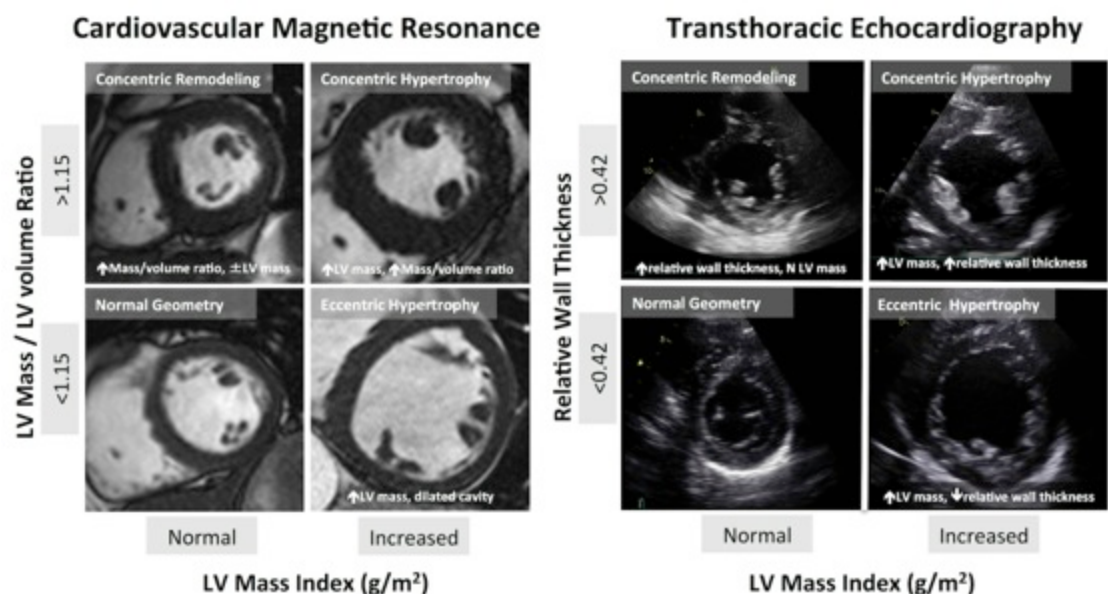 Cardiovascular Magnetic Resonance
Concentric Remodeling
Concentric Hypertrophy
↑Mass/volume ratio, ±LV mass
↑LV mass, ↑Mass/volume ratio
Normal Geometry
Eccentric Hypertrophy
↑LV mass, dilated cavity
LV Mass / LV volume Ratio
>1.15
<1.15
Normal
Increased
LV Mass Index (g/m²)
Transthoracic Echocardiography
Concentric Remodeling
Concentric Hypertrophy
↑relative wall thickness, N LV mass
↑LV mass, ↑relative wall thickness
Normal Geometry
Eccentric Hypertrophy
↑LV mass, ↓relative wall thickness
Relative Wall Thickness
>0.42
<0.42
Normal
Increased
LV Mass Index (g/m²)